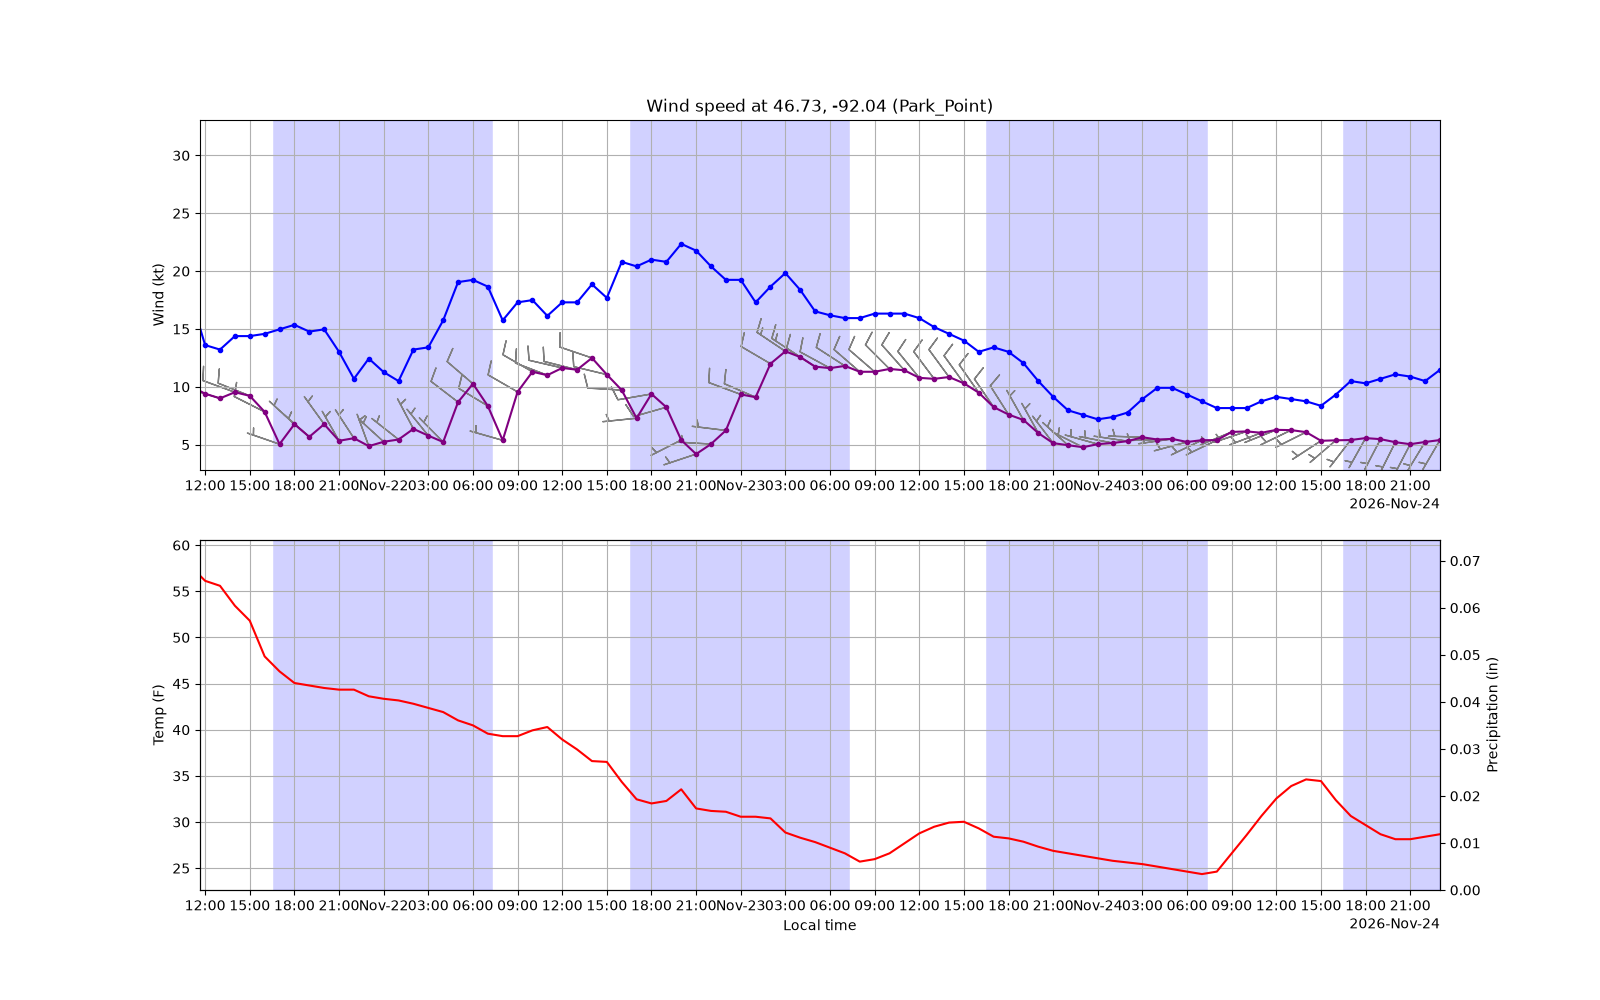 Wind speed at 46.73, -92.04 (Park_Point)
30
25
20
15
10
5
Wind (kt)
12:00 15:00 18:00 21:00 Nov-22 03:00 06:00 09:00 12:00 15:00 18:00 21:00 Nov-23 03:00 06:00 09:00 12:00 15:00 18:00 21:00 Nov-24 03:00 06:00 09:00 12:00 15:00 18:00 21:00
2026-Nov-24
60
55
50
45
40
35
30
25
Temp (F)
0.07
0.06
0.05
0.04
0.03
0.02
0.01
0.00
Precipitation (in)
12:00 15:00 18:00 21:00 Nov-22 03:00 06:00 09:00 12:00 15:00 18:00 21:00 Nov-23 03:00 06:00 09:00 12:00 15:00 18:00 21:00 Nov-24 03:00 06:00 09:00 12:00 15:00 18:00 21:00
Local time
2026-Nov-24